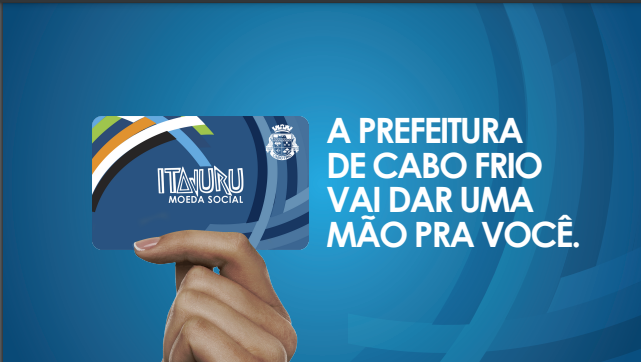 ITAJURU
MOEDA SOCIAL
A PREFEITURA
DE CABO FRIO
VAI DAR UMA
MÃO PRA VOCÊ.